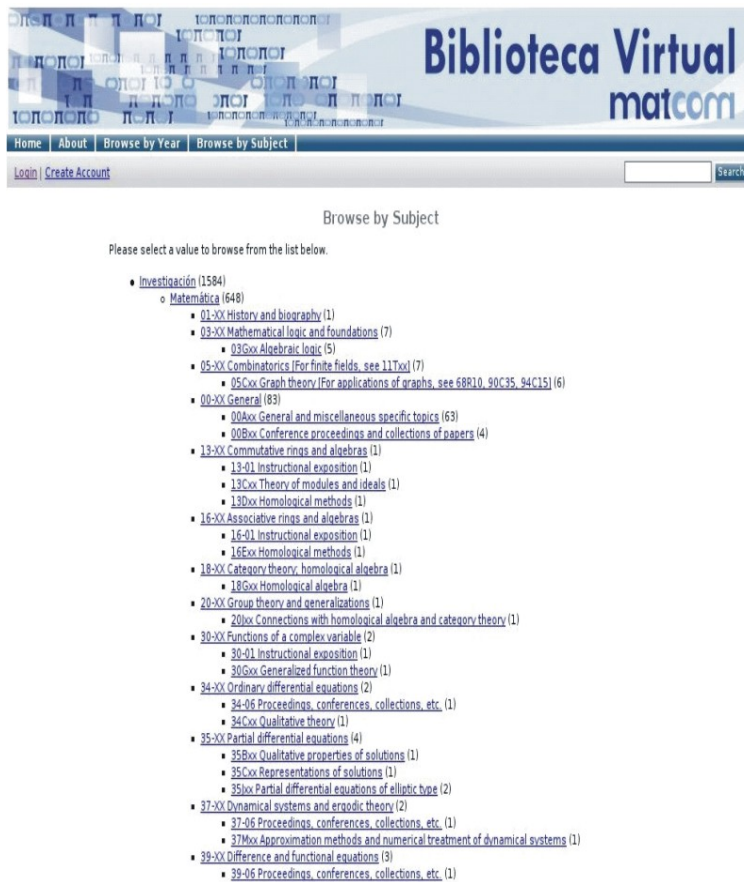 Biblioteca Virtual
matcom
Home | About | Browse by Year | Browse by Subject |
Login | Create Account
Search
Browse by Subject
Please select a value to browse from the list below.
Investigación (1584)
Matemática (648)
01-XX History and biography (1)
03-XX Mathematical logic and foundations (7)
03Gxx Algebraic logic (5)
05-XX Combinatorics [For finite fields, see 11Txx] (7)
05Cxx Graph theory [For applications of graphs, see 68R10, 90C35, 94C15] (6)
00-XX General (83)
00Axx General and miscellaneous specific topics (63)
00Bxx Conference proceedings and collections of papers (4)
13-XX Commutative rings and algebras (1)
13-01 Instructional exposition (1)
13Cxx Theory of modules and ideals (1)
13Dxx Homological methods (1)
16-XX Associative rings and algebras (1)
16-01 Instructional exposition (1)
16Exx Homological methods (1)
18-XX Category theory; homological algebra (1)
18Gxx Homological algebra (1)
20-XX Group theory and generalizations (1)
20Jxx Connections with homological algebra and category theory (1)
30-XX Functions of a complex variable (2)
30-01 Instructional exposition (1)
30Gxx Generalized function theory (1)
34-XX Ordinary differential equations (2)
34-06 Proceedings, conferences, collections, etc. (1)
34Cxx Qualitative theory (1)
35-XX Partial differential equations (4)
35Bxx Qualitative properties of solutions (1)
35Cxx Representations of solutions (1)
35Jxx Partial differential equations of elliptic type (2)
37-XX Dynamical systems and ergodic theory (2)
37-06 Proceedings, conferences, collections, etc. (1)
37Mxx Approximation methods and numerical treatment of dynamical systems (1)
39-XX Difference and functional equations (3)
39-06 Proceedings, conferences, collections, etc. (1)